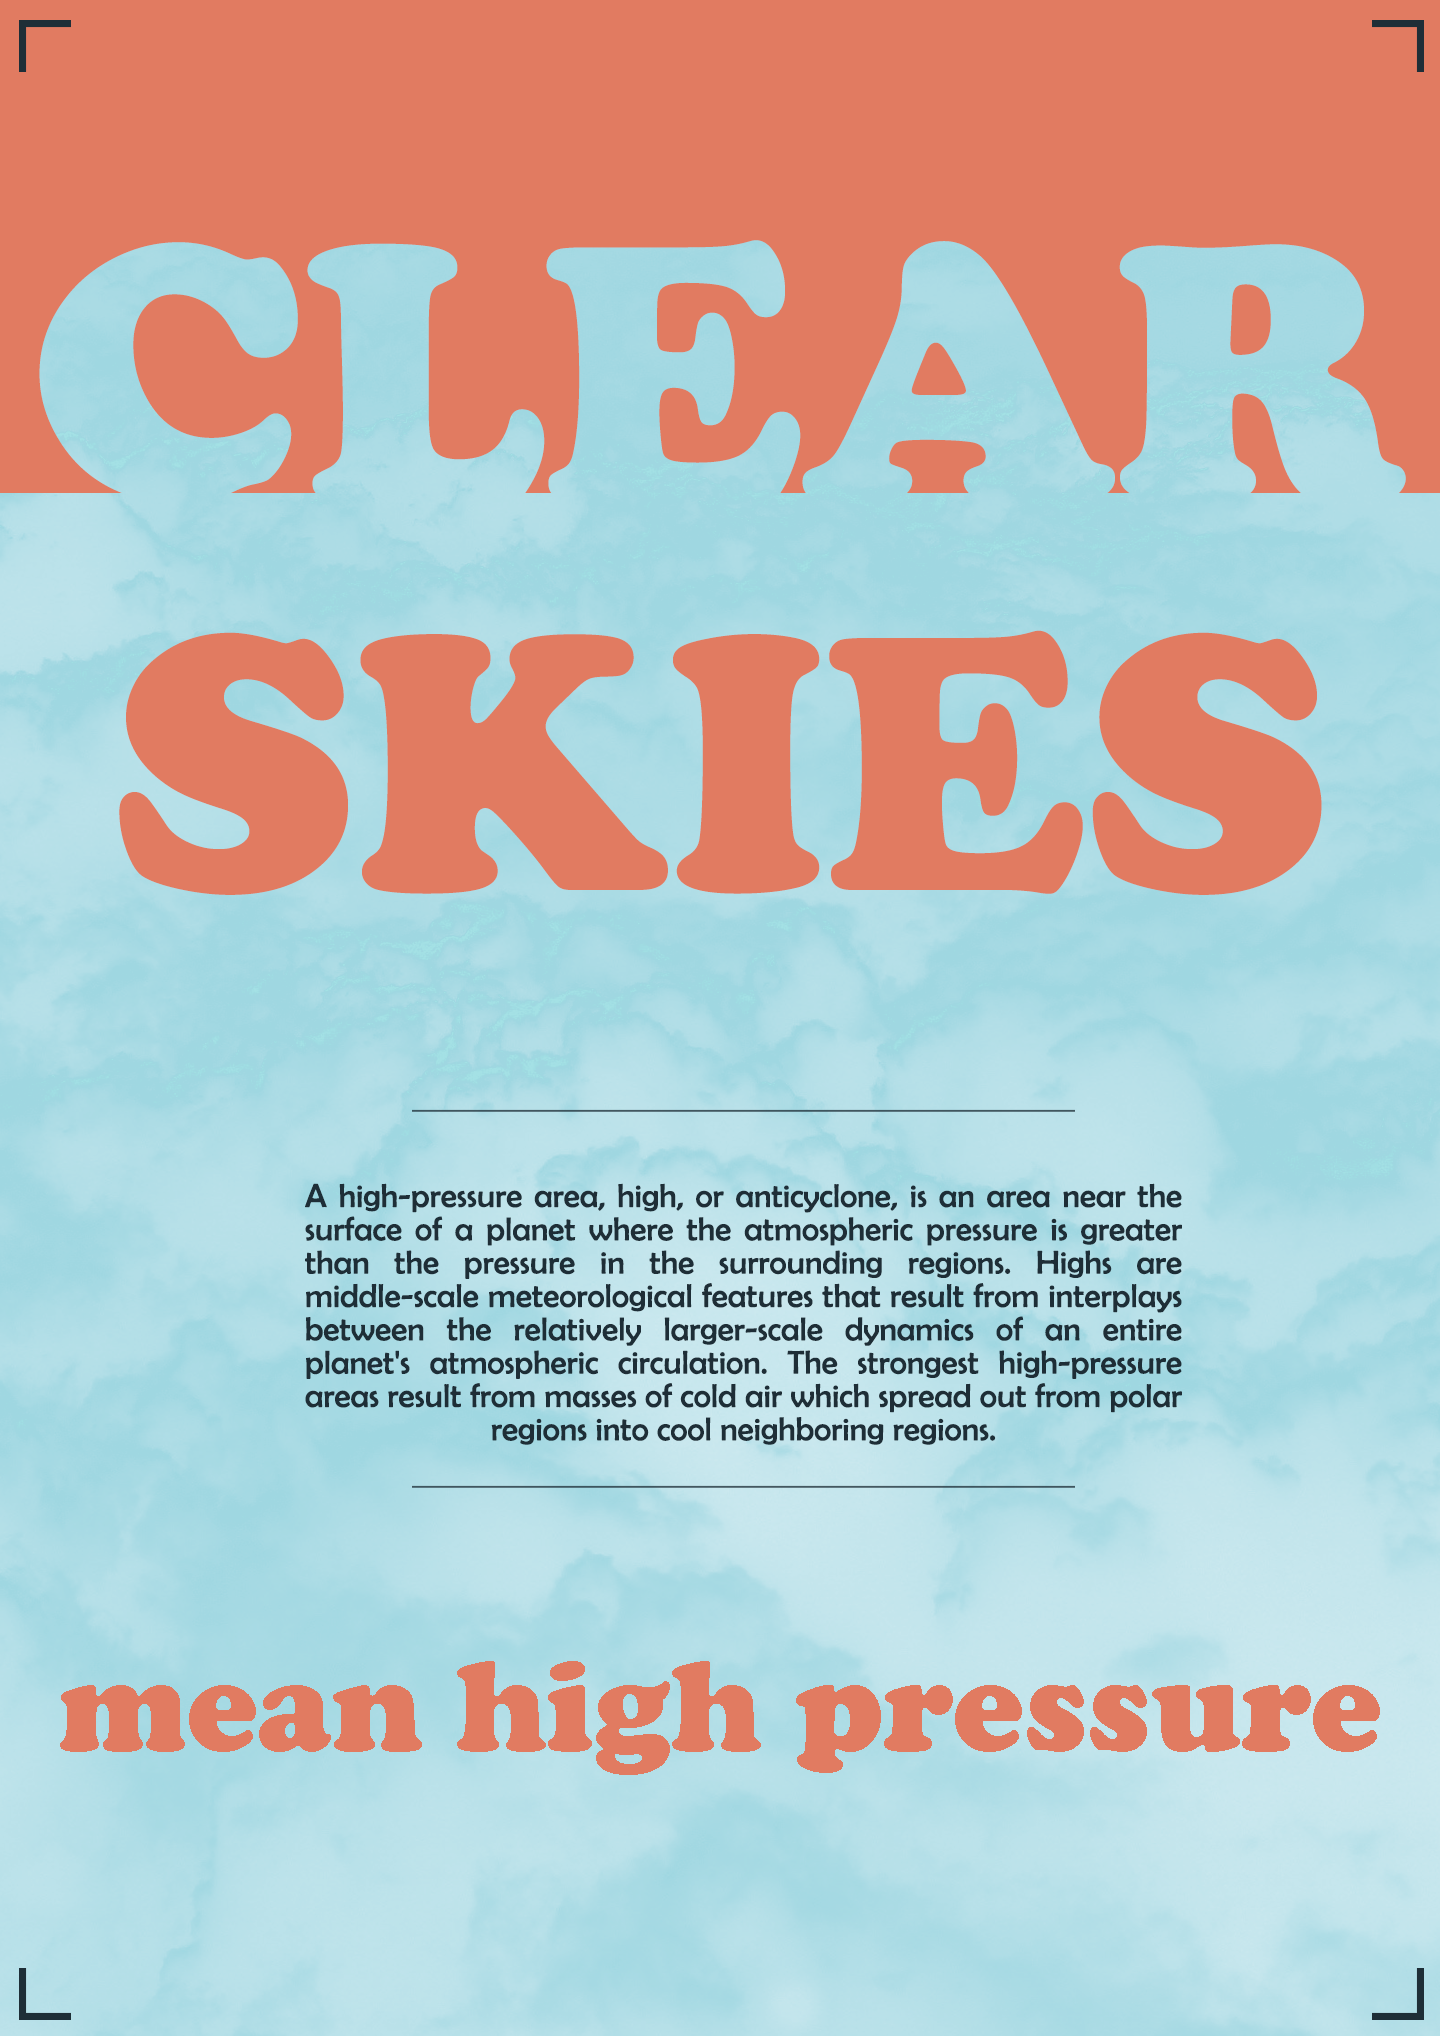 CLEAR
SKIES
A high-pressure area, high, or anticyclone, is an area near the
surface of a planet where the atmospheric pressure is greater
than the pressure in the surrounding regions. Highs are
middle-scale meteorological features that result from interplays
between the relatively larger-scale dynamics of an entire
planet's atmospheric circulation. The strongest high-pressure
areas result from masses of cold air which spread out from polar
regions into cool neighboring regions.
mean high pressure